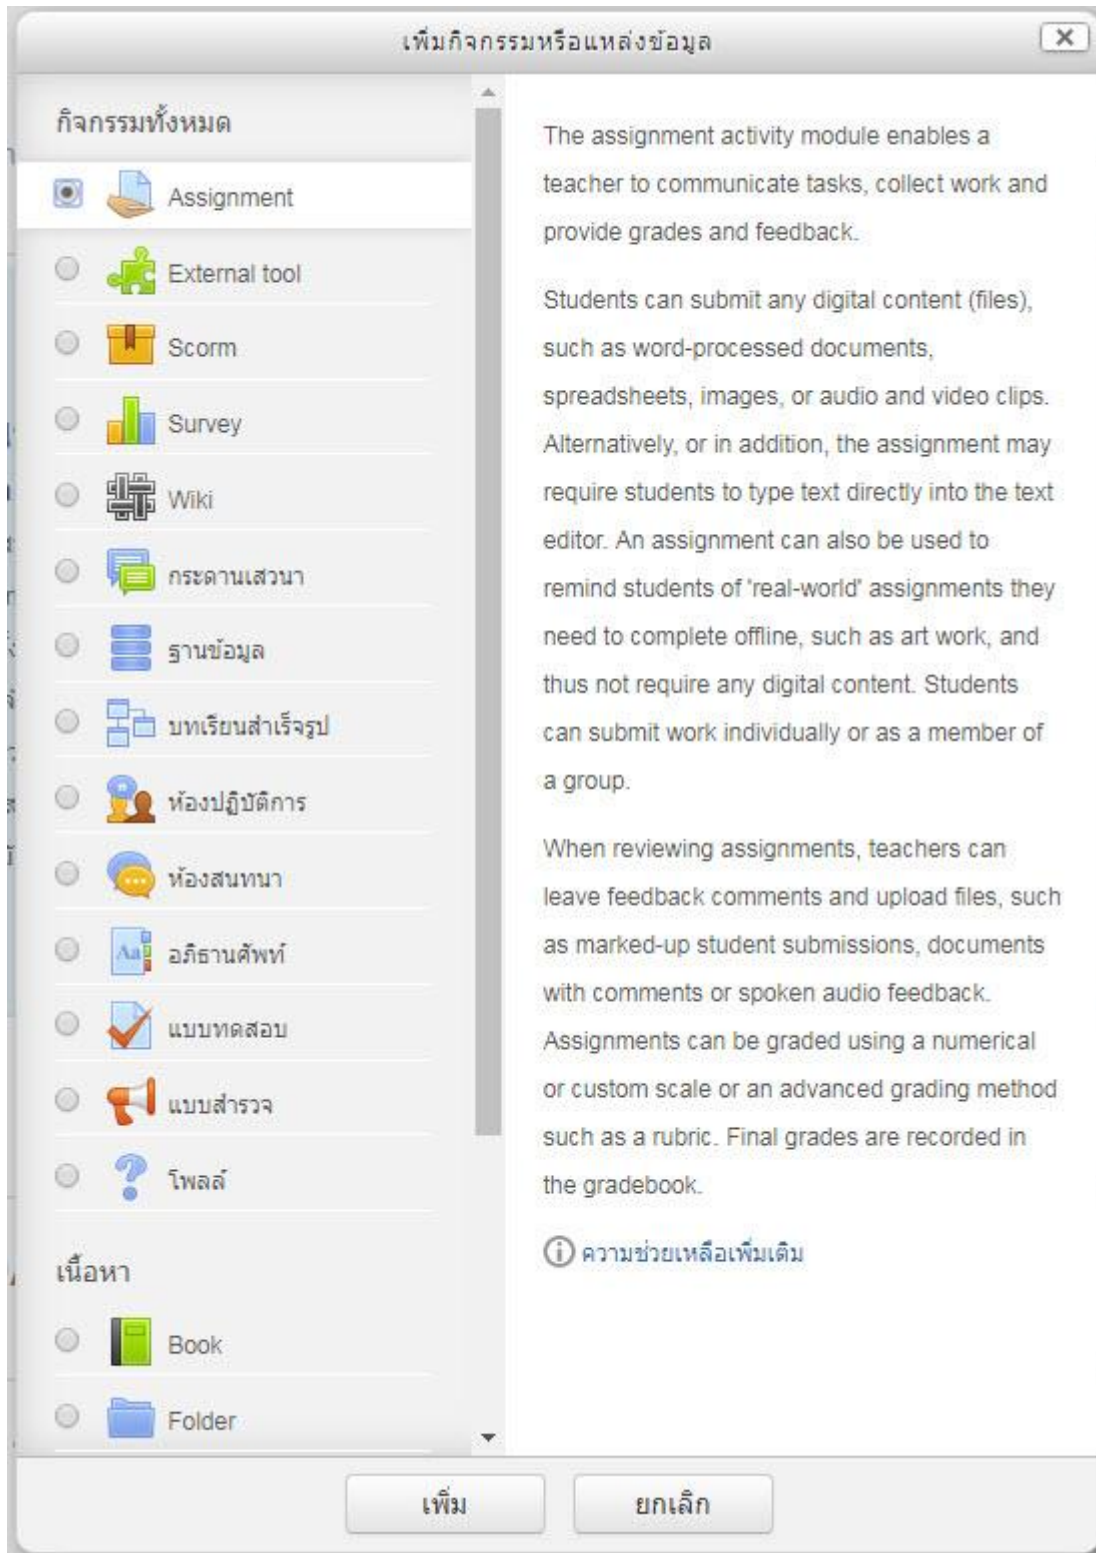 เพิ่มกิจกรรมหรือแหล่งข้อมูล
กิจกรรมทั้งหมด
Assignment
External tool
Scorm
Survey
Wiki
กระดานเสวนา
ฐานข้อมูล
บทเรียนสำเร็จรูป
ห้องปฏิบัติการ
ห้องสนทนา
อภิธานศัพท์
แบบทดสอบ
แบบสำรวจ
โพลล์
เนื้อหา
Book
Folder
The assignment activity module enables a
teacher to communicate tasks, collect work and
provide grades and feedback.
Students can submit any digital content (files),
such as word-processed documents,
spreadsheets, images, or audio and video clips.
Alternatively, or in addition, the assignment may
require students to type text directly into the text
editor. An assignment can also be used to
remind students of 'real-world' assignments they
need to complete offline, such as art work, and
thus not require any digital content. Students
can submit work individually or as a member of
a group.
When reviewing assignments, teachers can
leave feedback comments and upload files, such
as marked-up student submissions, documents
with comments or spoken audio feedback.
Assignments can be graded using a numerical
or custom scale or an advanced grading method
such as a rubric. Final grades are recorded in
the gradebook.
ความช่วยเหลือเพิ่มเติม
เพิ่ม
ยกเลิก